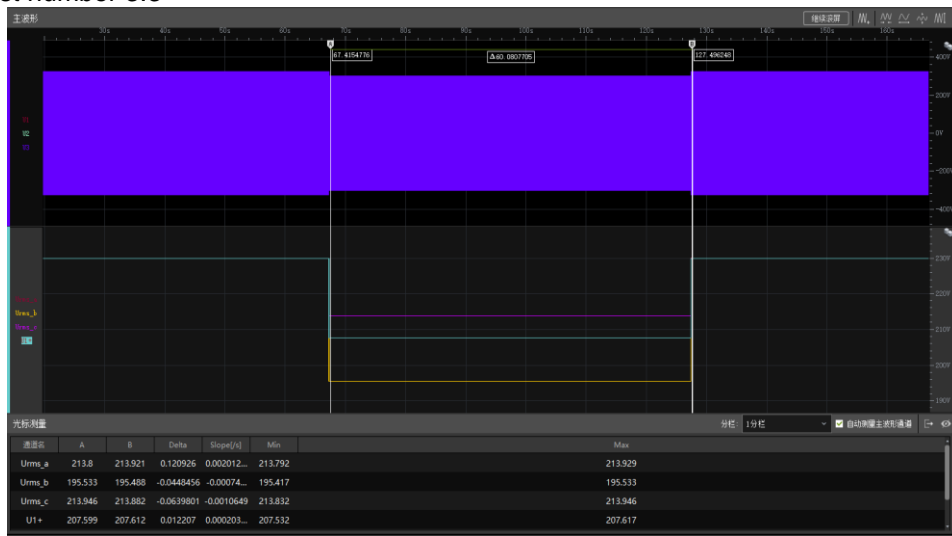 主波形
继续滚屏
30s 40s 50s 60s 70s 80s 90s 100s 110s 120s 130s 140s 150s 160s
67.4154776
Δ60.0807705
127.496248
400V
200V
U1
U2
0V
U3
-200V
-400V
230V
220V
Urms_b
Urms_c
210V
U1+
200V
190V
光标测量
分栏: 1分栏
自动测量主波形通道
通道名 A B Delta Slope[/s] Min Max
Urms_a 213.8 213.921 0.120926 0.002012... 213.792 213.929
Urms_b 195.533 195.488 -0.0448456 -0.00074... 195.417 195.533
Urms_c 213.946 213.882 -0.0639801 -0.0010649 213.832 213.946
U1+ 207.599 207.612 0.012207 0.000203... 207.532 207.617